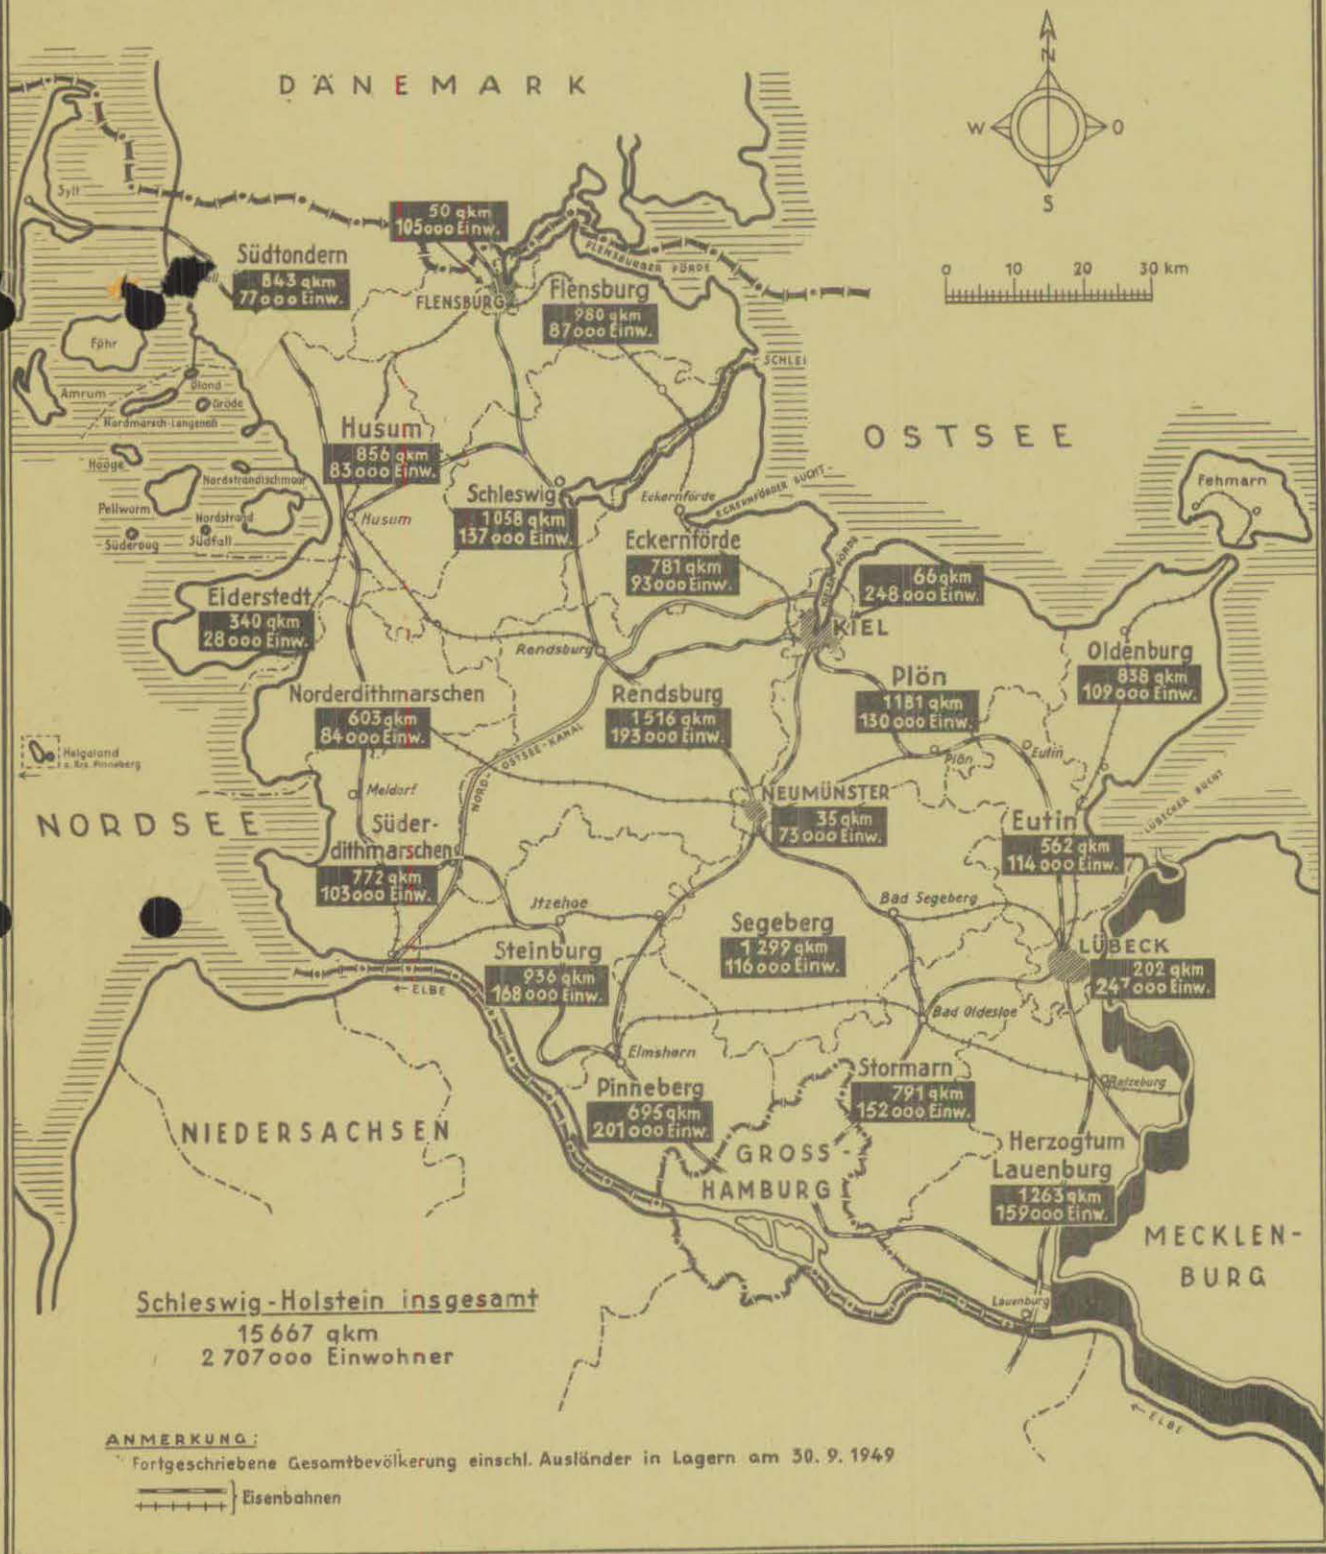 DÄNEMARK
N
W O
S
0 10 20 30 km
Sylt
50 qkm
105000 Einw.
Südtondern
843 qkm
77000 Einw.
FLENSBURG
FLENSBURGER FÖRDE
Flensburg
980 qkm
87000 Einw.
Föhr
SCHLEI
Amrum
Oland
Gröde
Nordmarsch-Langeneß
Husum
856 qkm
83000 Einw.
OSTSEE
Hooge
Nordstrandischmoor
Fehmarn
Pellworm
Nordstrand
Husum
Schleswig
1058 qkm
137000 Einw.
Eckernförde
ECKERNFÖRDER BUCHT
Süderoog
Südfall
Eckernförde
781 qkm
93000 Einw.
66 qkm
248000 Einw.
KIEL
Eiderstedt
340 qkm
28000 Einw.
Rendsburg
Oldenburg
838 qkm
109000 Einw.
Norderdithmarschen
603 qkm
84000 Einw.
Rendsburg
1516 qkm
193000 Einw.
Plön
1181 qkm
130000 Einw.
Helgoland
z. Krs. Pinneberg
NORD-OSTSEE-KANAL
Plön
Eutin
Meldorf
NEUMÜNSTER
35 qkm
73000 Einw.
LÜBECKER BUCHT
NORDSEE
Süder-
dithmarschen
772 qkm
103000 Einw.
Eutin
562 qkm
114000 Einw.
Itzehoe
Bad Segeberg
Steinburg
936 qkm
168000 Einw.
Segeberg
1299 qkm
116000 Einw.
LÜBECK
202 qkm
247000 Einw.
← ELBE
Bad Oldesloe
Elmshorn
Pinneberg
695 qkm
201000 Einw.
Stormarn
791 qkm
152000 Einw.
Ratzeburg
NIEDERSACHSEN
GROSS-
HAMBURG
Herzogtum
Lauenburg
1263 qkm
159000 Einw.
MECKLEN-
BURG
Lauenburg
Schleswig-Holstein insgesamt
15667 qkm
2707000 Einwohner
← ELBE
ANMERKUNG:
Fortgeschriebene Gesamtbevölkerung einschl. Ausländer in Lagern am 30. 9. 1949
Eisenbahnen